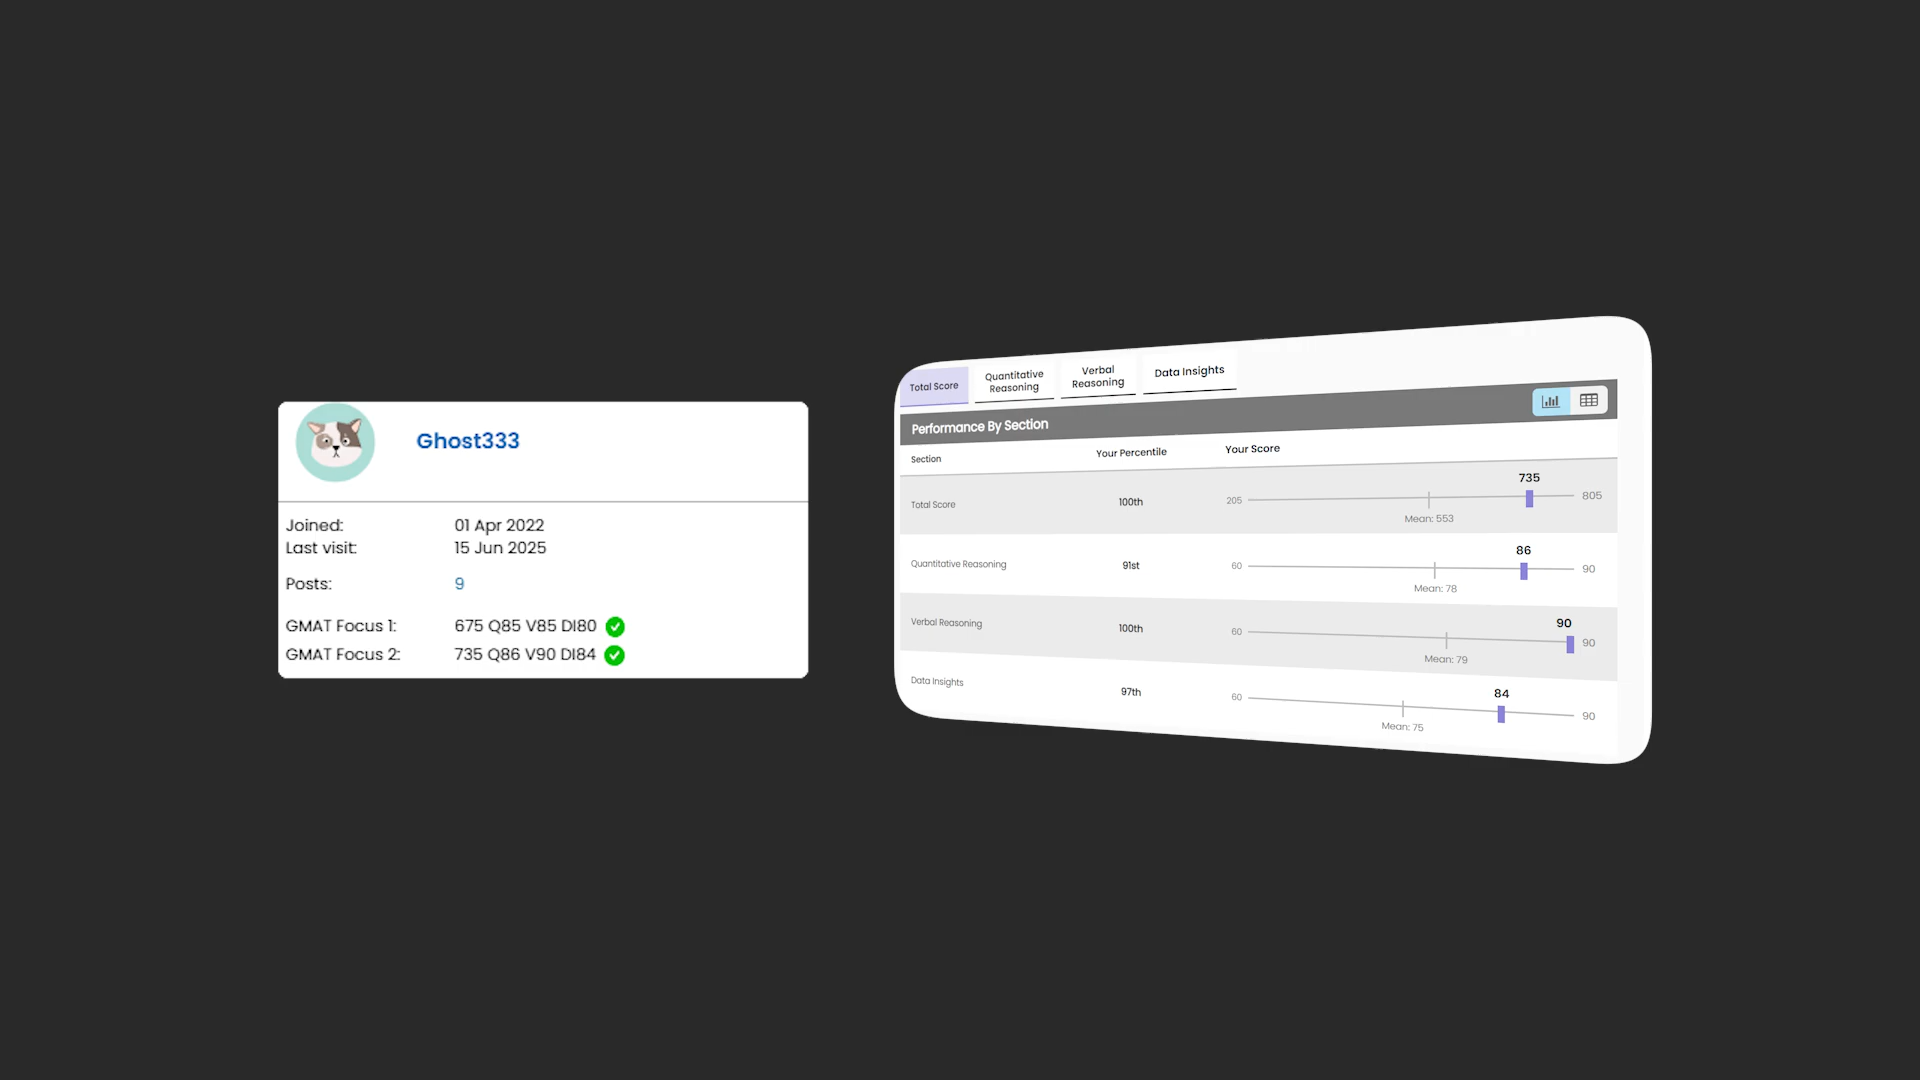 Ghost333
Joined: 01 Apr 2022
Last visit: 15 Jun 2025
Posts: 9
GMAT Focus 1: 675 Q85 V85 DI80
GMAT Focus 2: 735 Q86 V90 DI84
Total Score
Quantitative
Reasoning
Verbal
Reasoning
Data Insights
Performance By Section
Section Your Percentile Your Score
735
Total Score 100th 205 805
Mean: 553
86
Quantitative Reasoning 91st 60 90
Mean: 78
90
Verbal Reasoning 100th 60 90
Mean: 79
84
Data Insights 97th 60 90
Mean: 75